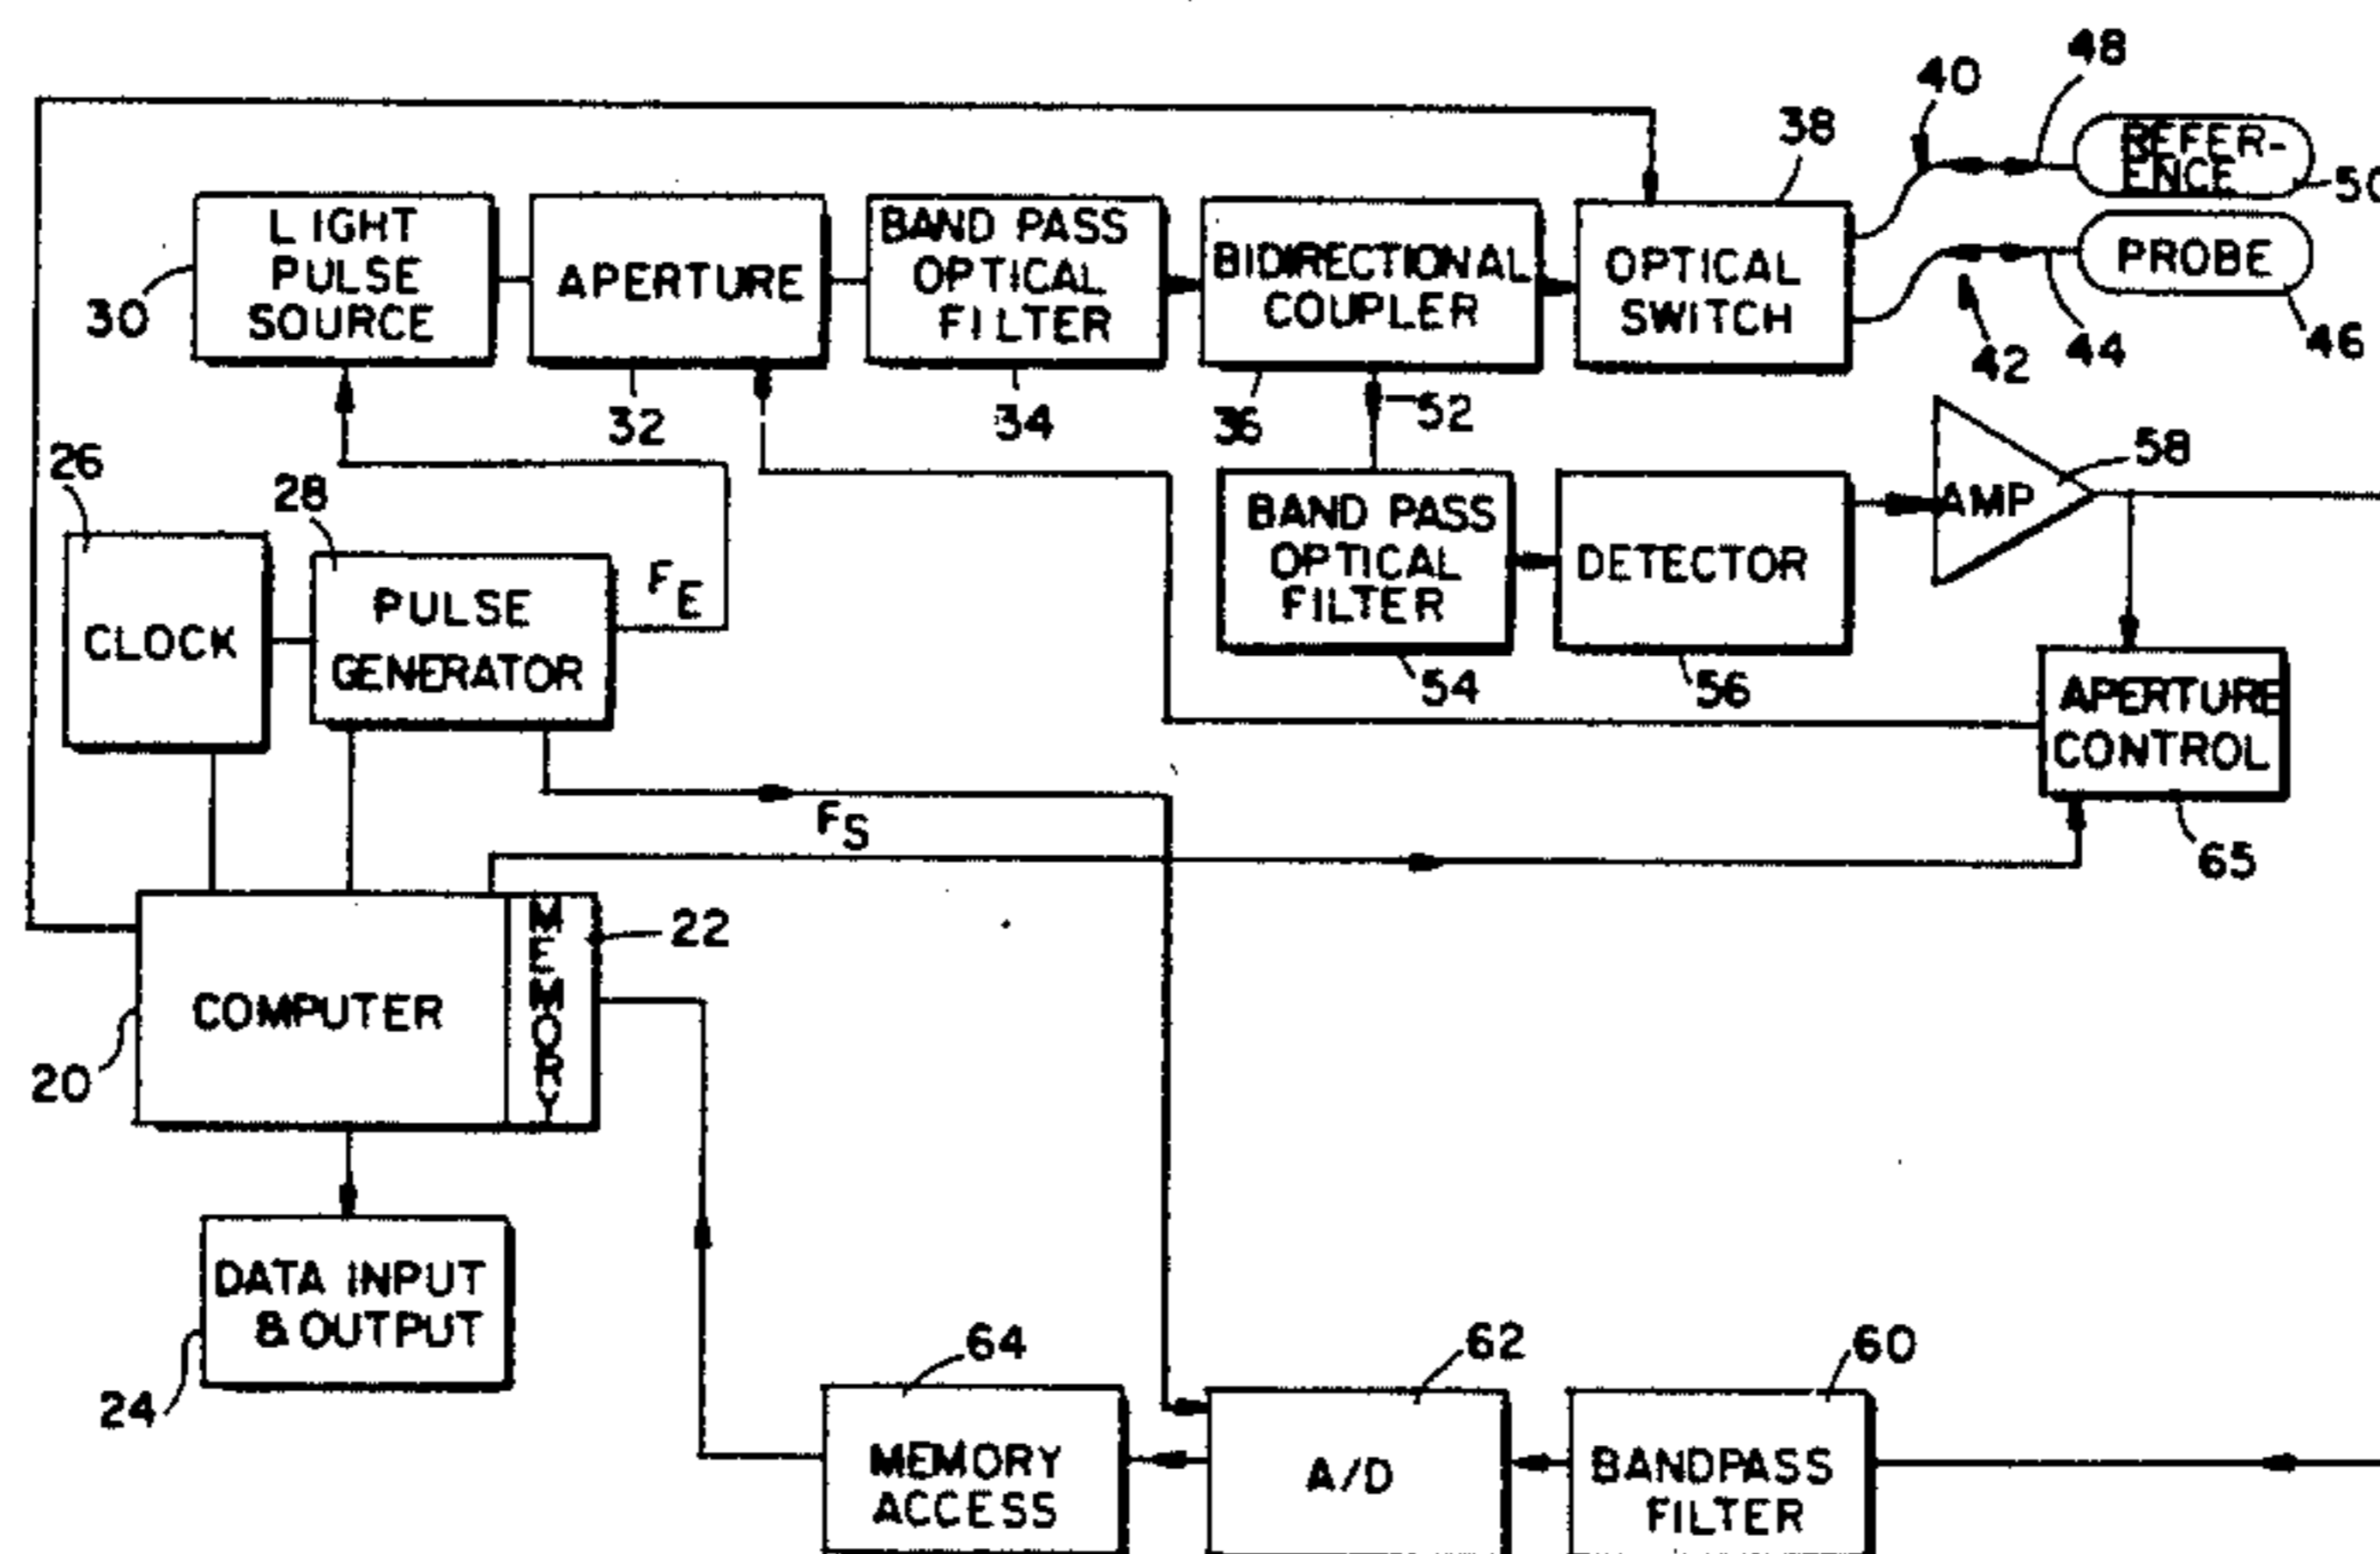 48
40
38
REFER-
ENCE
50
LIGHT
PULSE
SOURCE
APERTURE
BAND PASS
OPTICAL
FILTER
BIDIRECTIONAL
COUPLER
OPTICAL
SWITCH
PROBE
30
32
34
36
52
42
44
46
26
28
58
CLOCK
PULSE
GENERATOR
FE
BAND PASS
OPTICAL
FILTER
DETECTOR
AMP
54
56
APERTURE
CONTROL
65
FS
COMPUTER
MEMORY
22
20
DATA INPUT
& OUTPUT
24
64
62
60
MEMORY
ACCESS
A/D
BANDPASS
FILTER